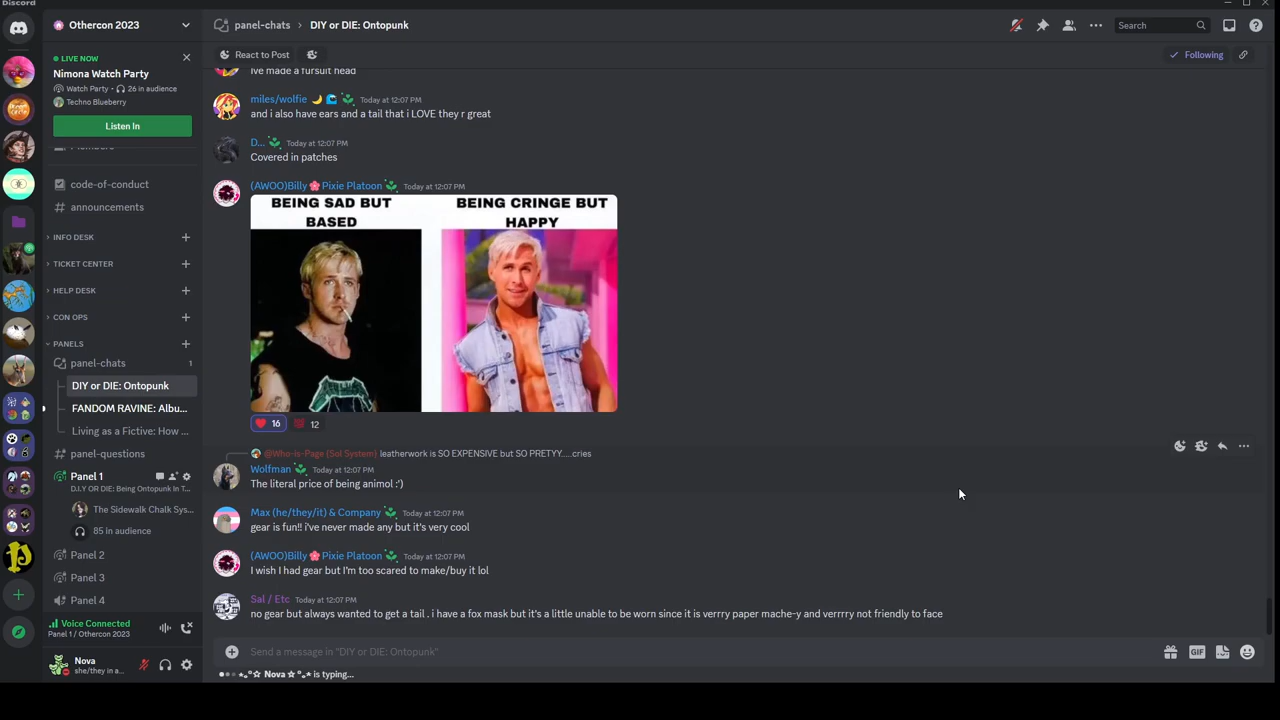 Discord
Othercon 2023
LIVE NOW
Nimona Watch Party
Watch Party • 26 in audience
Techno Blueberry
Listen In
Members
code-of-conduct
announcements
INFO DESK
TICKET CENTER
HELP DESK
CON OPS
PANELS
panel-chats 1
DIY or DIE: Ontopunk
FANDOM RAVINE: Albu...
Living as a Fictive: How ...
panel-questions
Panel 1
D.I.Y OR DIE: Being Ontopunk In T...
The Sidewalk Chalk Sys...
85 in audience
Panel 2
Panel 3
Panel 4
Voice Connected
Panel 1 / Othercon 2023
Nova
she/they in a...
panel-chats › DIY or DIE: Ontopunk
Search
React to Post
Following
ive made a fursuit head
miles/wolfie Today at 12:07 PM
and i also have ears and a tail that i LOVE they r great
D... Today at 12:07 PM
Covered in patches
(AWOO)Billy🌸Pixie Platoon Today at 12:07 PM
BEING SAD BUT
BASED
BEING CRINGE BUT
HAPPY
16 12
@Who-is-Page (Sol System) leatherwork is SO EXPENSIVE but SO PRETYY.....cries
Wolfman Today at 12:07 PM
The literal price of being animol :')
Max (he/they/it) & Company Today at 12:07 PM
gear is fun!! i've never made any but it's very cool
(AWOO)Billy🌸Pixie Platoon Today at 12:07 PM
I wish I had gear but I'm too scared to make/buy it lol
Sal / Etc Today at 12:07 PM
no gear but always wanted to get a tail . i have a fox mask but it's a little unable to be worn since it is verrry paper mache-y and verrrry not friendly to face
Send a message in "DIY or DIE: Ontopunk"
GIF
⋆｡°☆ Nova ☆°｡⋆ is typing...